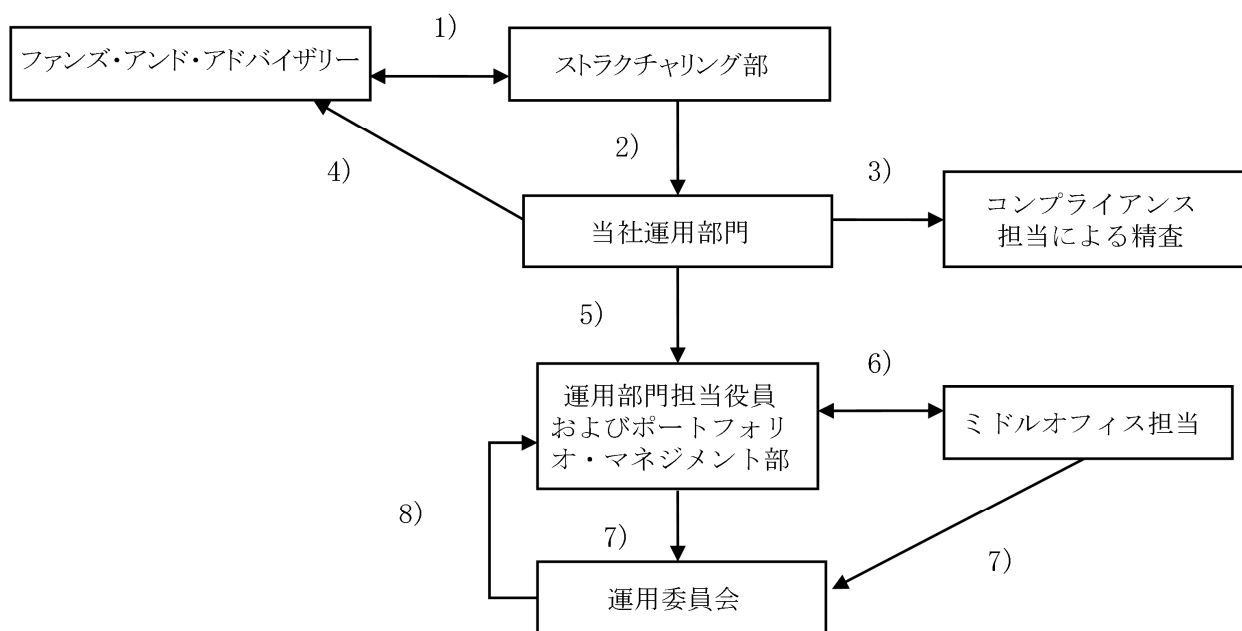 1)
ファンズ・アンド・アドバイザリー
ストラクチャリング部
2)
4)
3)
当社運用部門
コンプライアンス
担当による精査
5)
6)
運用部門担当役員
およびポートフォリ
オ・マネジメント部
ミドルオフィス担当
8)
7)
7)
運用委員会